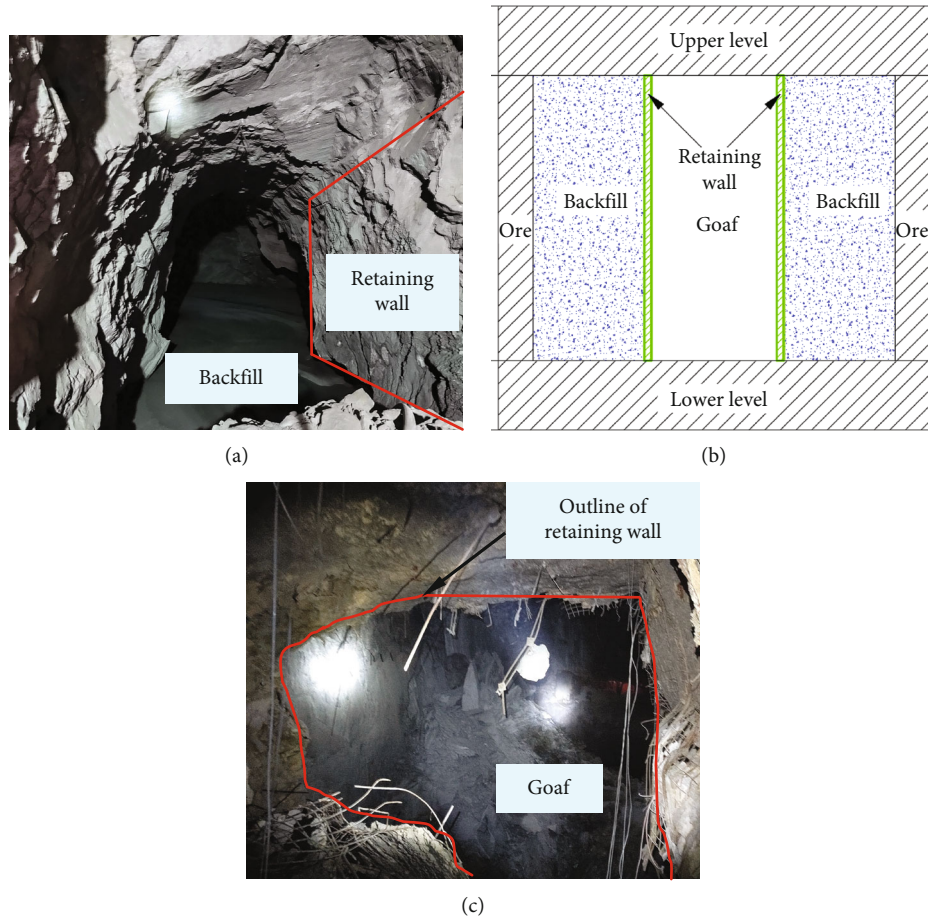 Retaining
wall
Backfill
(a)
Upper level
Retaining
wall
Backfill
Goaf
Backfill
Ore
Ore
Lower level
(b)
Outline of
retaining wall
Goaf
(c)